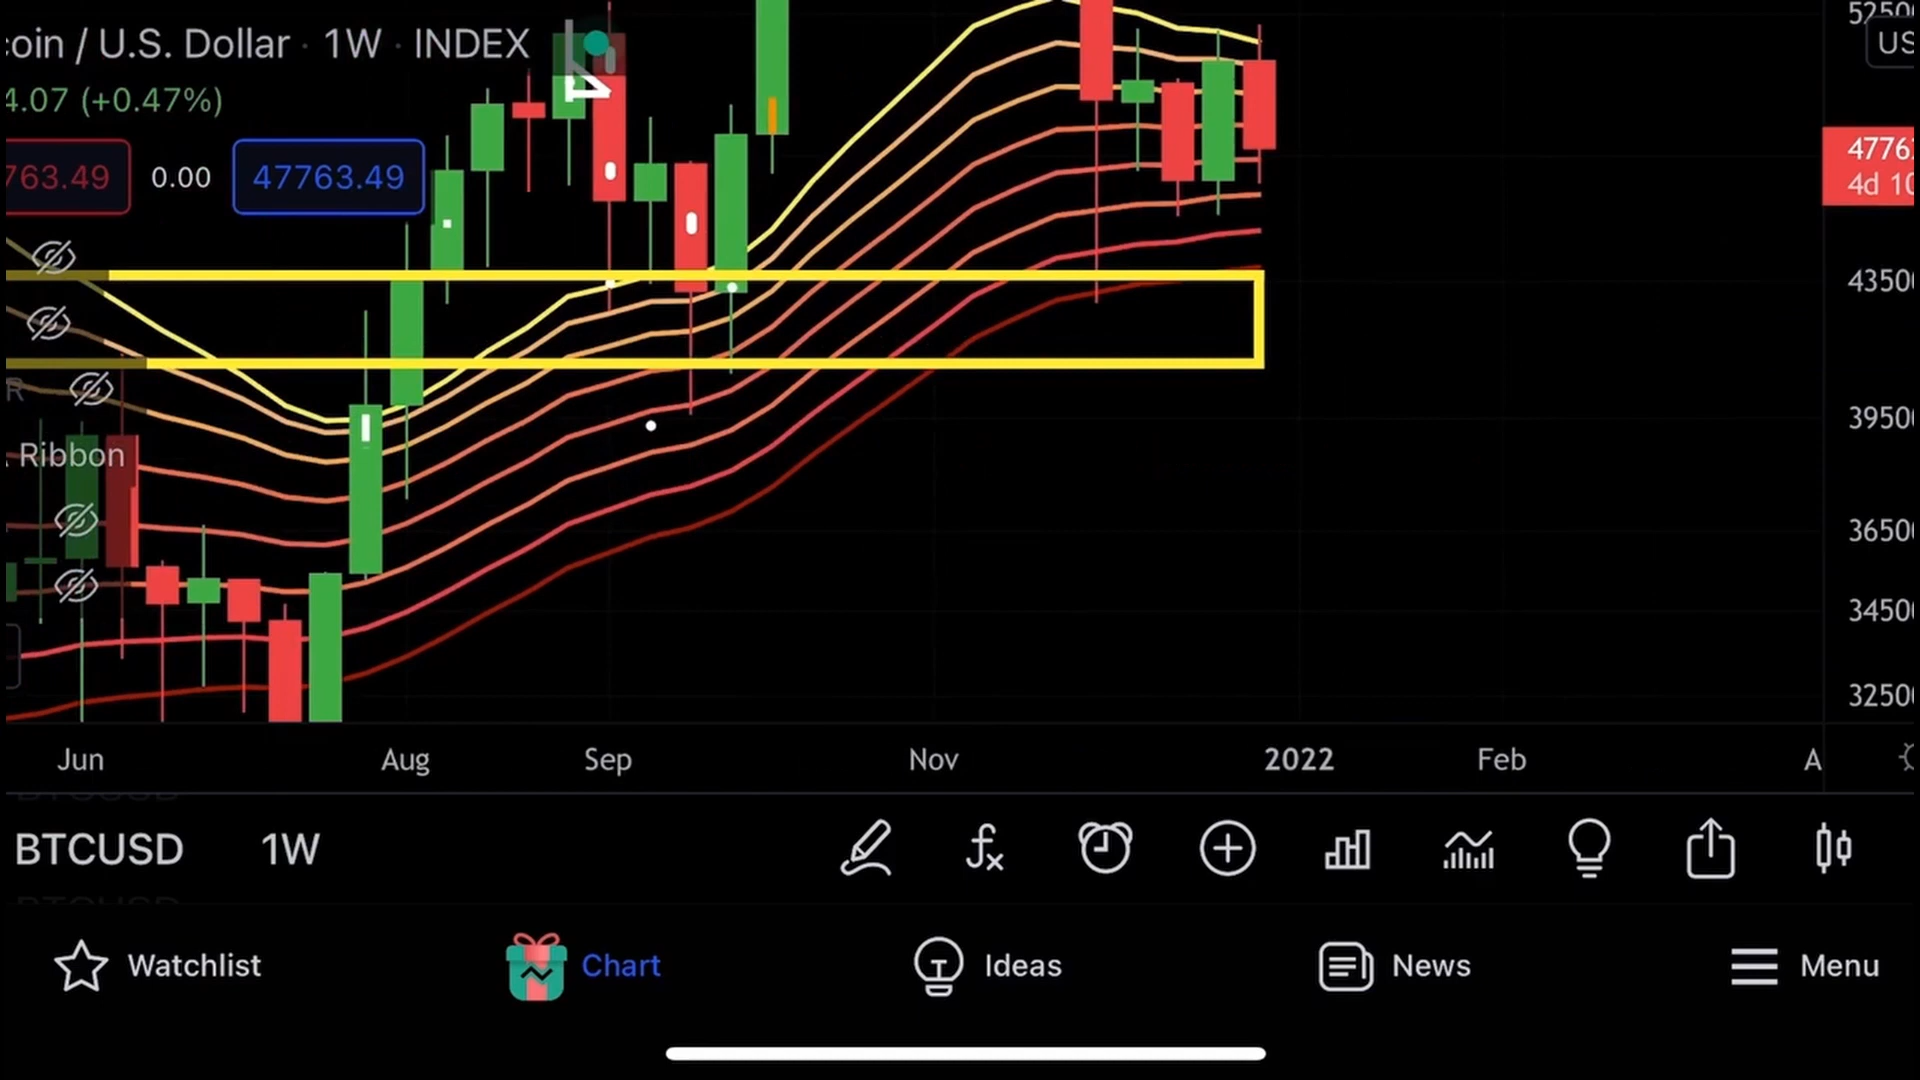 coin / U.S. Dollar · 1W · INDEX
4.07 (+0.47%)
763.49 0.00 47763.49
R
Ribbon
5250
US
4776
4d 10
4350
3950
3650
3450
3250
Jun Aug Sep Nov 2022 Feb A
BTCUSD 1W
Watchlist Chart Ideas News Menu